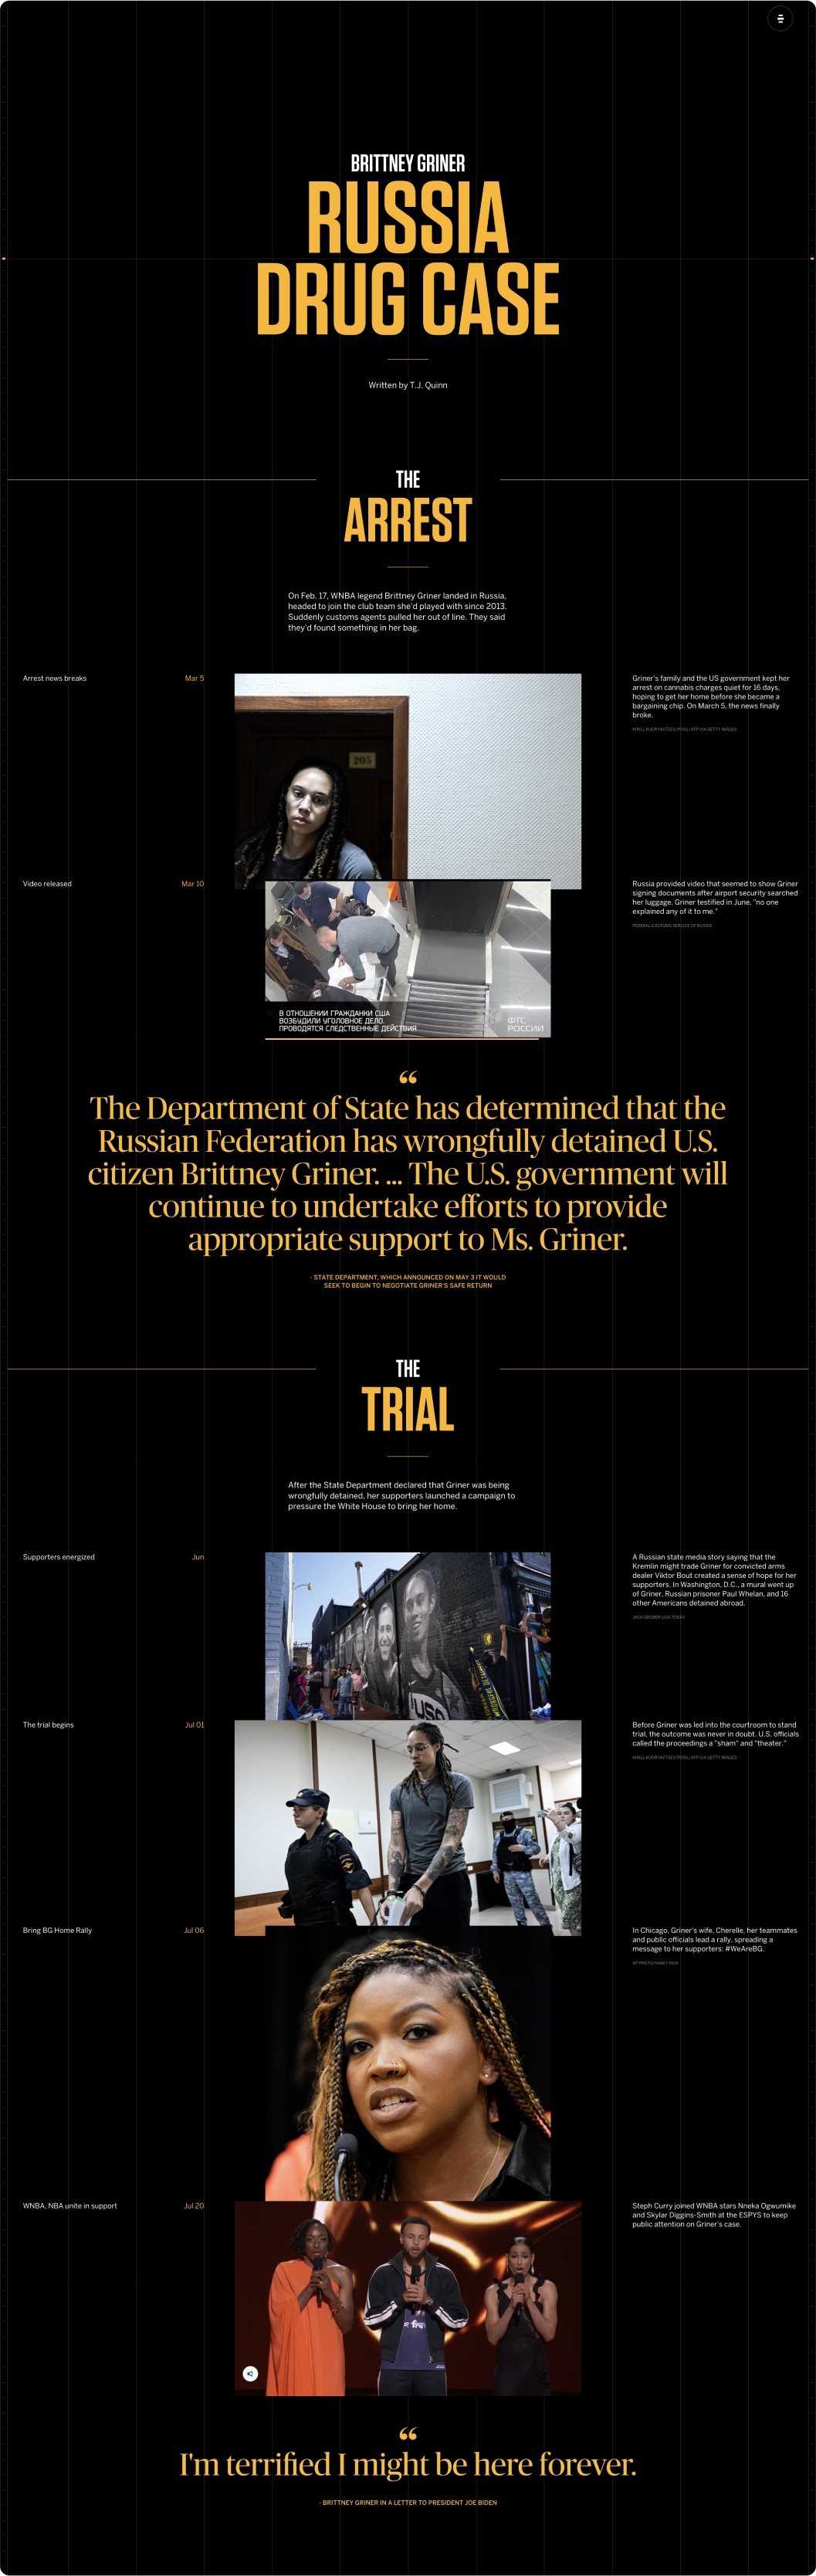 BRITTNEY GRINER
RUSSIA
DRUG CASE
Written by T.J. Quinn
THE
ARREST
On Feb. 17, WNBA legend Brittney Griner landed in Russia,
headed to join the club team she'd played with since 2013.
Suddenly customs agents pulled her out of line. They said
they'd found something in her bag.
Arrest news breaks
Mar 5
205
Griner's family and the US government kept her
arrest on cannabis charges quiet for 16 days,
hoping to get her home before she became a
bargaining chip. On March 5, the news finally
broke.
KIRILL KUDRYAVTSEV/POOL/AFP VIA GETTY IMAGES
Video released
Mar 10
В ОТНОШЕНИИ ГРАЖДАНКИ США
ВОЗБУДИЛИ УГОЛОВНОЕ ДЕЛО.
ПРОВОДЯТСЯ СЛЕДСТВЕННЫЕ ДЕЙСТВИЯ
ФТС
РОССИИ
Russia provided video that seemed to show Griner
signing documents after airport security searched
her luggage. Griner testified in June, "no one
explained any of it to me."
FEDERAL CUSTOMS SERVICE OF RUSSIA
“
The Department of State has determined that the
Russian Federation has wrongfully detained U.S.
citizen Brittney Griner. ... The U.S. government will
continue to undertake efforts to provide
appropriate support to Ms. Griner.
- STATE DEPARTMENT, WHICH ANNOUNCED ON MAY 3 IT WOULD
SEEK TO BEGIN TO NEGOTIATE GRINER'S SAFE RETURN
THE
TRIAL
After the State Department declared that Griner was being
wrongfully detained, her supporters launched a campaign to
pressure the White House to bring her home.
Supporters energized
Jun
USA
A Russian state media story saying that the
Kremlin might trade Griner for convicted arms
dealer Viktor Bout created a sense of hope for her
supporters. In Washington, D.C., a mural went up
of Griner, Russian prisoner Paul Whelan, and 16
other Americans detained abroad.
JACK GRUBER-USA TODAY
The trial begins
Jul 01
Before Griner was led into the courtroom to stand
trial, the outcome was never in doubt. U.S. officials
called the proceedings a "sham" and "theater."
KIRILL KUDRYAVTSEV/POOL/AFP VIA GETTY IMAGES
Bring BG Home Rally
Jul 06
In Chicago, Griner's wife, Cherelle, her teammates
and public officials lead a rally, spreading a
message to her supporters: #WeAreBG.
AP PHOTO/NAM Y HUH
WNBA, NBA unite in support
Jul 20
Steph Curry joined WNBA stars Nneka Ogwumike
and Skylar Diggins-Smith at the ESPYS to keep
public attention on Griner's case.
“
I'm terrified I might be here forever.
- BRITTNEY GRINER IN A LETTER TO PRESIDENT JOE BIDEN